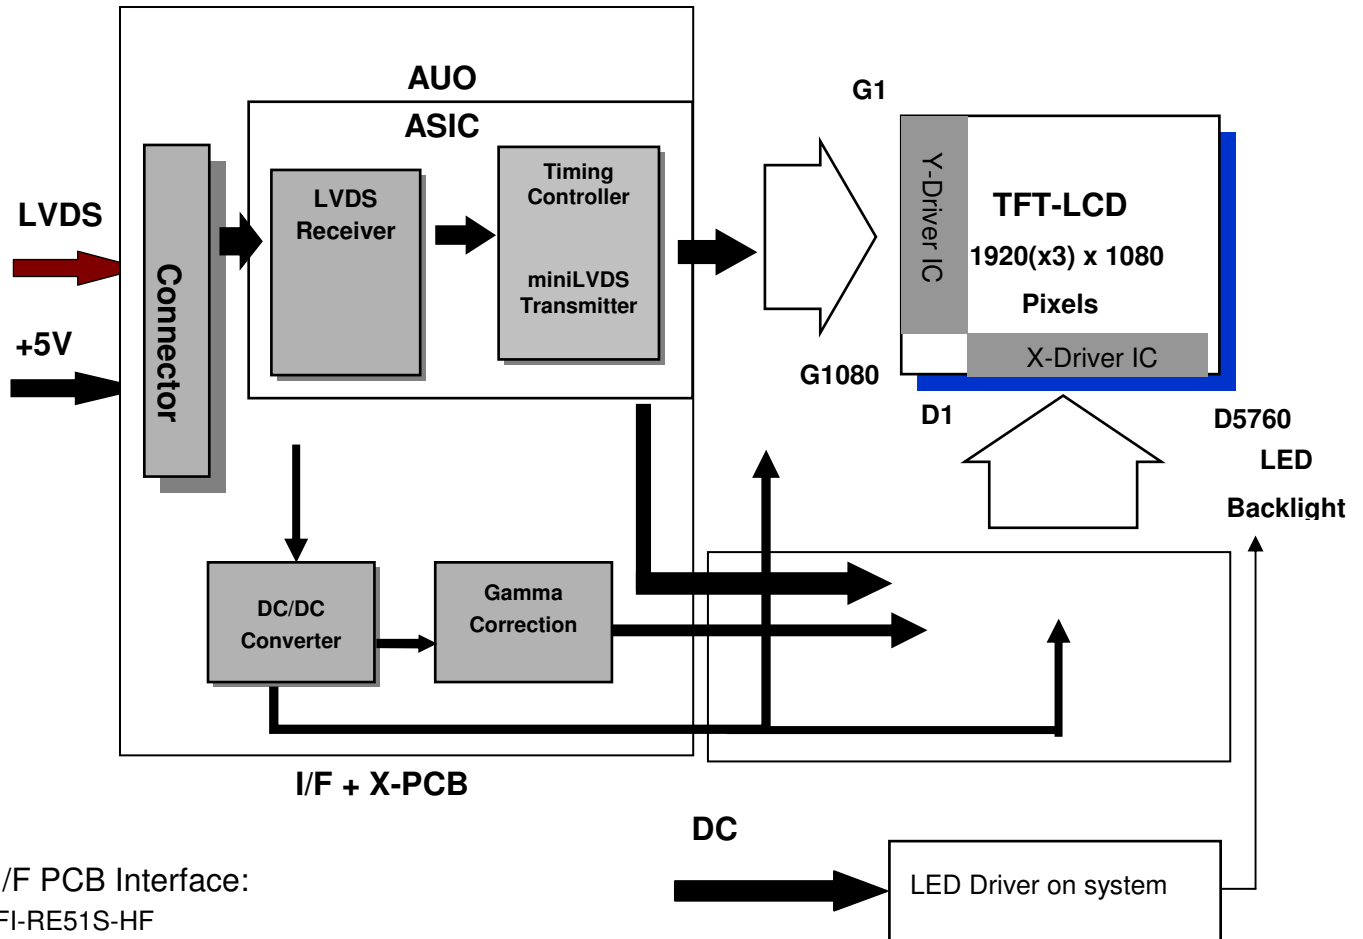 AUO
ASIC
G1
LVDS
+5V
Connector
LVDS
Receiver
Timing
Controller
miniLVDS
Transmitter
Y-Driver IC
TFT-LCD
1920(x3) x 1080
Pixels
X-Driver IC
G1080
D1
D5760
LED
Backlight
DC/DC
Converter
Gamma
Correction
I/F + X-PCB
DC
LED Driver on system
/F PCB Interface:
FI-RE51S-HF